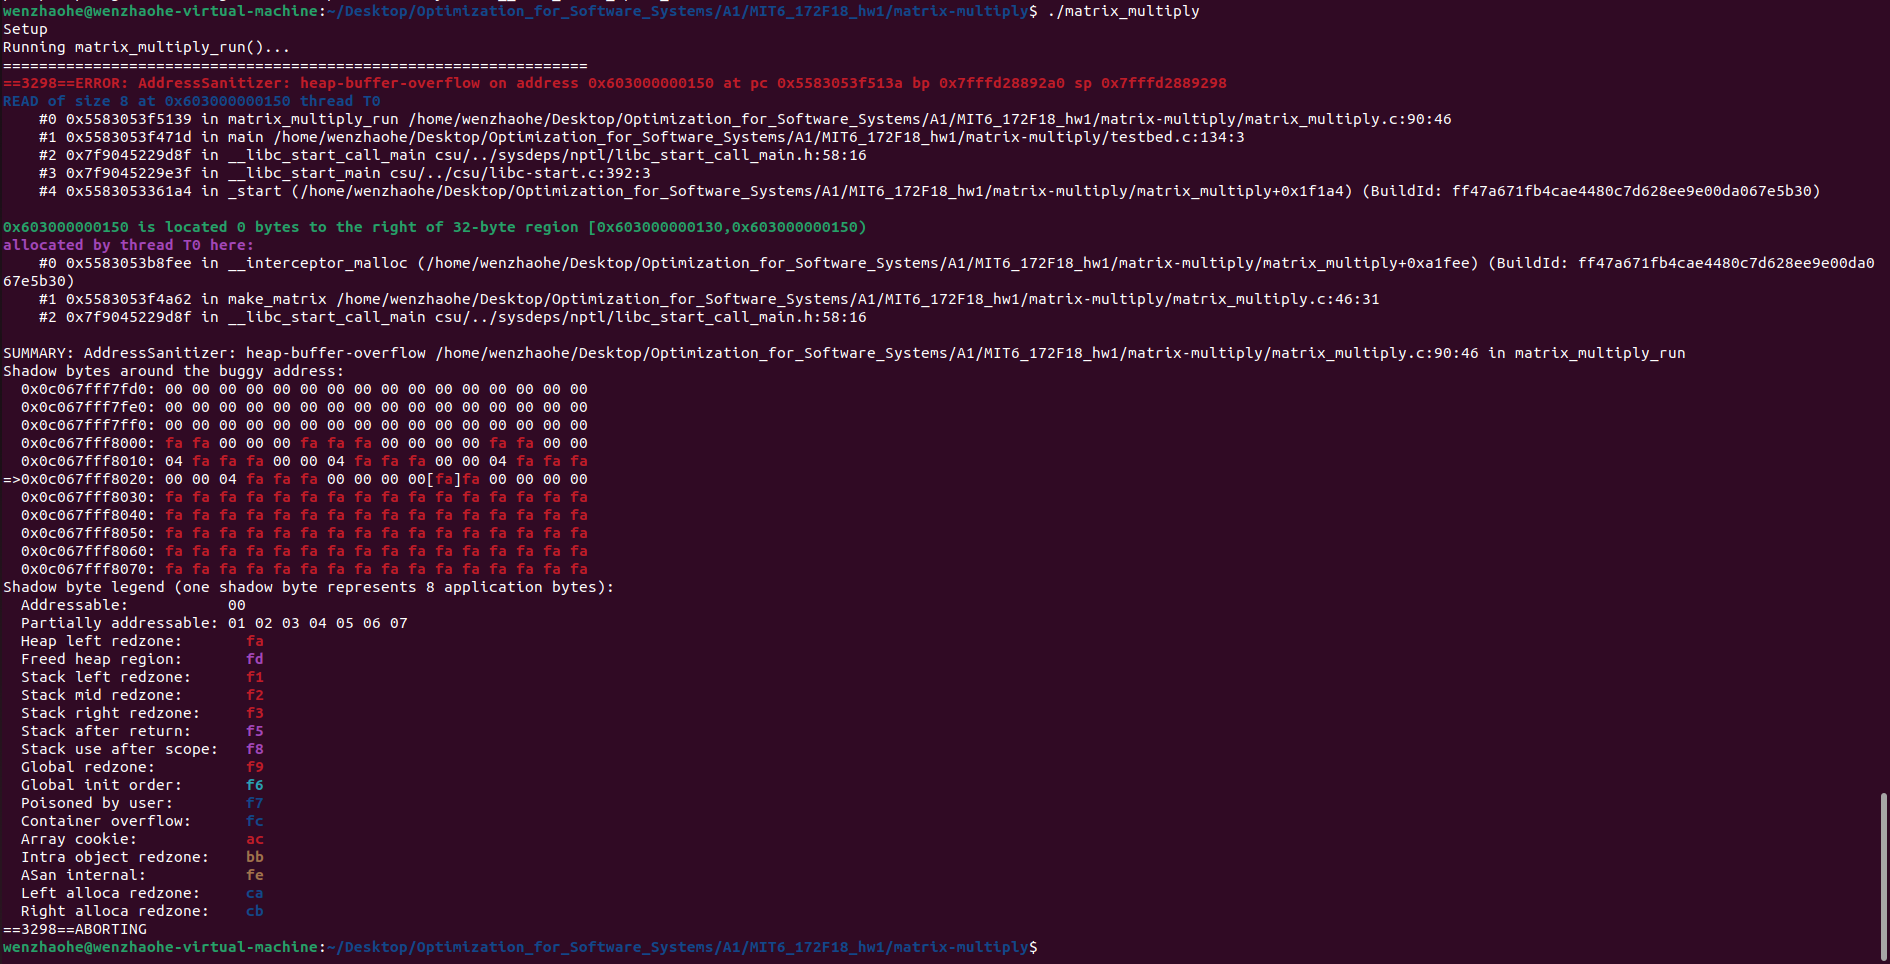 wenzhaohe@wenzhaohe-virtual-machine:~/Desktop/Optimization_for_Software_Systems/A1/MIT6_172F18_hw1/matrix-multiply$ ./matrix_multiply
Setup
Running matrix_multiply_run()...
=================================================================
==3298==ERROR: AddressSanitizer: heap-buffer-overflow on address 0x603000000150 at pc 0x5583053f513a bp 0x7fffd28892a0 sp 0x7fffd2889298
READ of size 8 at 0x603000000150 thread T0
    #0 0x5583053f5139 in matrix_multiply_run /home/wenzhaohe/Desktop/Optimization_for_Software_Systems/A1/MIT6_172F18_hw1/matrix-multiply/matrix_multiply.c:90:46
    #1 0x5583053f471d in main /home/wenzhaohe/Desktop/Optimization_for_Software_Systems/A1/MIT6_172F18_hw1/matrix-multiply/testbed.c:134:3
    #2 0x7f9045229d8f in __libc_start_call_main csu/../sysdeps/nptl/libc_start_call_main.h:58:16
    #3 0x7f9045229e3f in __libc_start_main csu/../csu/libc-start.c:392:3
    #4 0x5583053361a4 in _start (/home/wenzhaohe/Desktop/Optimization_for_Software_Systems/A1/MIT6_172F18_hw1/matrix-multiply/matrix_multiply+0x1f1a4) (BuildId: ff47a671fb4cae4480c7d628ee9e00da067e5b30)
0x603000000150 is located 0 bytes to the right of 32-byte region [0x603000000130,0x603000000150)
allocated by thread T0 here:
    #0 0x5583053b8fee in __interceptor_malloc (/home/wenzhaohe/Desktop/Optimization_for_Software_Systems/A1/MIT6_172F18_hw1/matrix-multiply/matrix_multiply+0xa1fee) (BuildId: ff47a671fb4cae4480c7d628ee9e00da0
67e5b30)
    #1 0x5583053f4a62 in make_matrix /home/wenzhaohe/Desktop/Optimization_for_Software_Systems/A1/MIT6_172F18_hw1/matrix-multiply/matrix_multiply.c:46:31
    #2 0x7f9045229d8f in __libc_start_call_main csu/../sysdeps/nptl/libc_start_call_main.h:58:16
SUMMARY: AddressSanitizer: heap-buffer-overflow /home/wenzhaohe/Desktop/Optimization_for_Software_Systems/A1/MIT6_172F18_hw1/matrix-multiply/matrix_multiply.c:90:46 in matrix_multiply_run
Shadow bytes around the buggy address:
  0x0c067fff7fd0: 00 00 00 00 00 00 00 00 00 00 00 00 00 00 00 00
  0x0c067fff7fe0: 00 00 00 00 00 00 00 00 00 00 00 00 00 00 00 00
  0x0c067fff7ff0: 00 00 00 00 00 00 00 00 00 00 00 00 00 00 00 00
  0x0c067fff8000: fa fa 00 00 00 fa fa fa 00 00 00 00 fa fa 00 00
  0x0c067fff8010: 04 fa fa fa 00 00 04 fa fa fa 00 00 04 fa fa fa
=>0x0c067fff8020: 00 00 04 fa fa fa 00 00 00 00[fa]fa 00 00 00 00
  0x0c067fff8030: fa fa fa fa fa fa fa fa fa fa fa fa fa fa fa fa
  0x0c067fff8040: fa fa fa fa fa fa fa fa fa fa fa fa fa fa fa fa
  0x0c067fff8050: fa fa fa fa fa fa fa fa fa fa fa fa fa fa fa fa
  0x0c067fff8060: fa fa fa fa fa fa fa fa fa fa fa fa fa fa fa fa
  0x0c067fff8070: fa fa fa fa fa fa fa fa fa fa fa fa fa fa fa fa
Shadow byte legend (one shadow byte represents 8 application bytes):
  Addressable:           00
  Partially addressable: 01 02 03 04 05 06 07
  Heap left redzone:       fa
  Freed heap region:       fd
  Stack left redzone:      f1
  Stack mid redzone:       f2
  Stack right redzone:     f3
  Stack after return:      f5
  Stack use after scope:   f8
  Global redzone:          f9
  Global init order:       f6
  Poisoned by user:        f7
  Container overflow:      fc
  Array cookie:            ac
  Intra object redzone:    bb
  ASan internal:           fe
  Left alloca redzone:     ca
  Right alloca redzone:    cb
==3298==ABORTING
wenzhaohe@wenzhaohe-virtual-machine:~/Desktop/Optimization_for_Software_Systems/A1/MIT6_172F18_hw1/matrix-multiply$